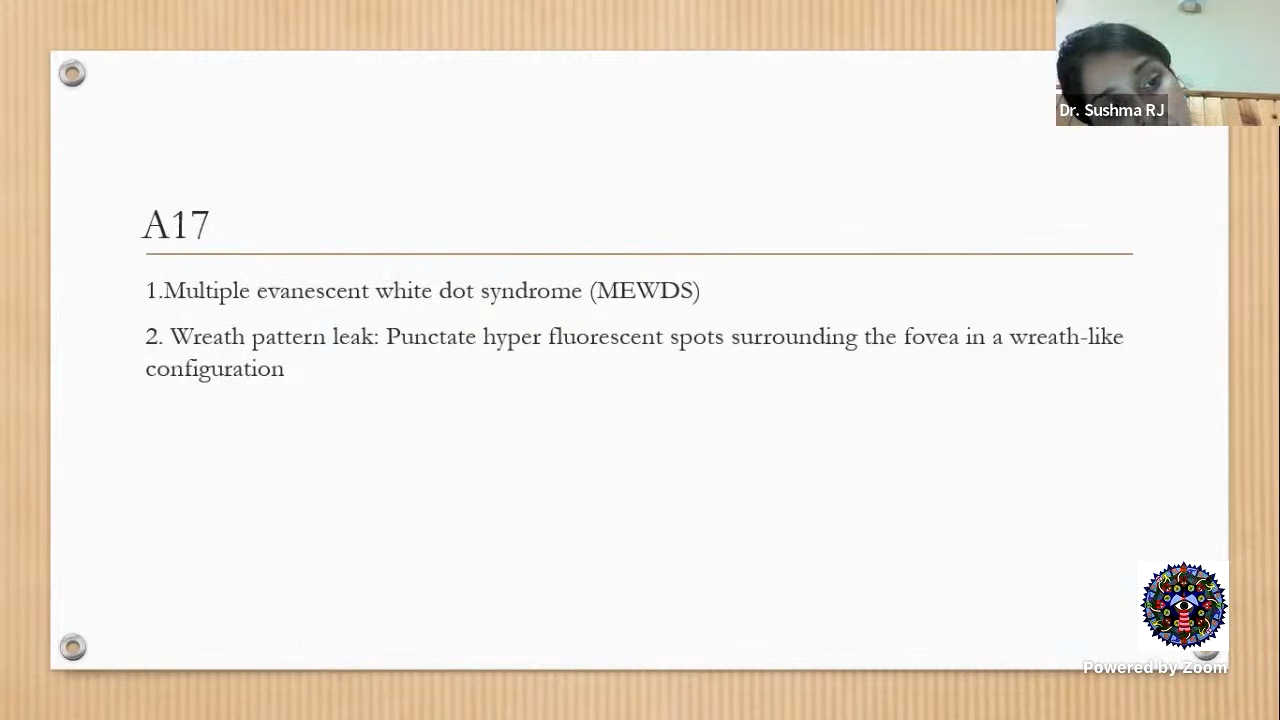 Dr. Sushma RJ
A17
1.Multiple evanescent white dot syndrome (MEWDS)
2. Wreath pattern leak: Punctate hyper fluorescent spots surrounding the fovea in a wreath-like
configuration
Powered by Zoom